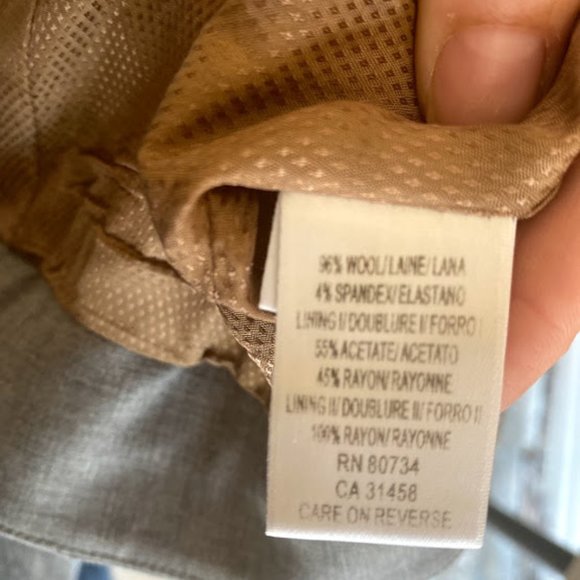 96% WOOL/LAINE/LANA
4% SPANDEX/ELASTANO
LINING I/DOUBLURE I/FORRO I
55% ACETATE/ACETATO
45% RAYON/RAYONNE
LINING II/DOUBLURE II/FORRO II
100% RAYON/RAYONNE
RN 80734
CA 31458
CARE ON REVERSE